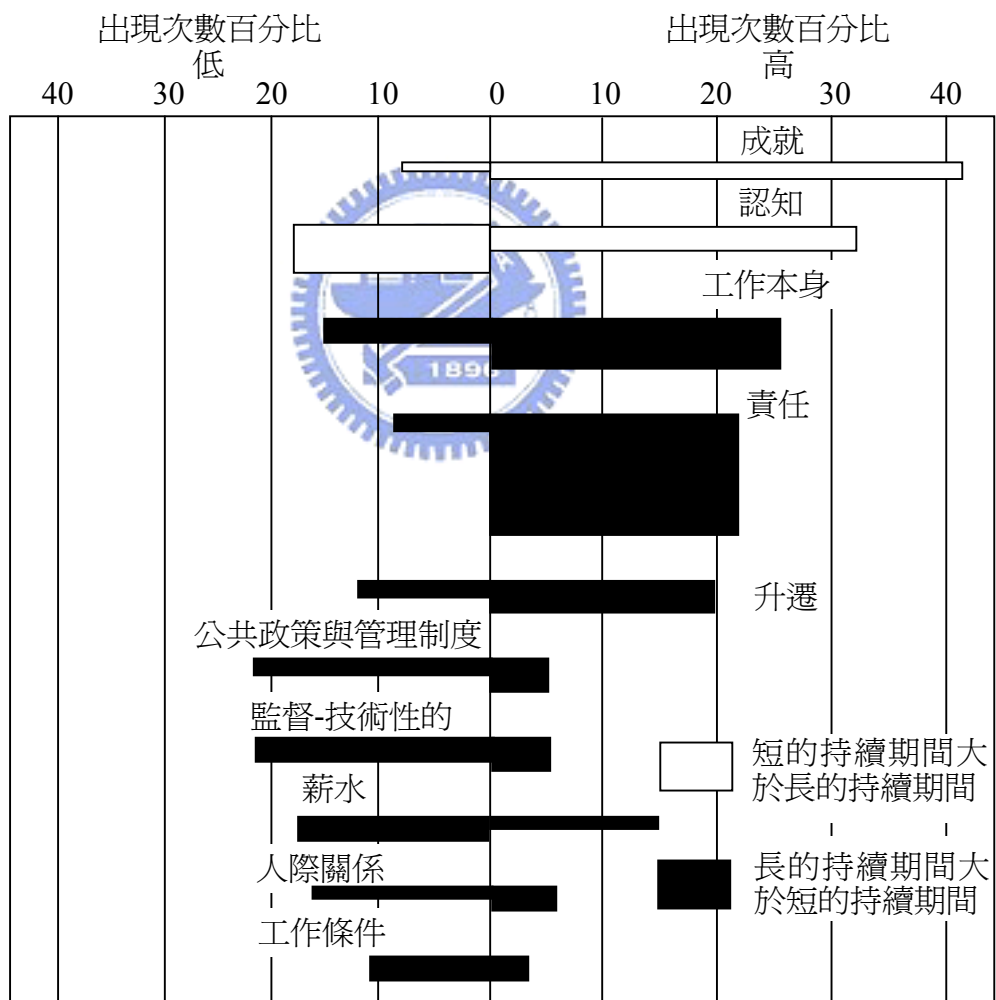 出現次數百分比 出現次數百分比
低 高
40 30 20 10 0 10 20 30 40
成就
認知
工作本身
1896
責任
升遷
公共政策與管理制度
監督-技術性的
短的持續期間大
於長的持續期間
薪水
人際關係
長的持續期間大
於短的持續期間
工作條件